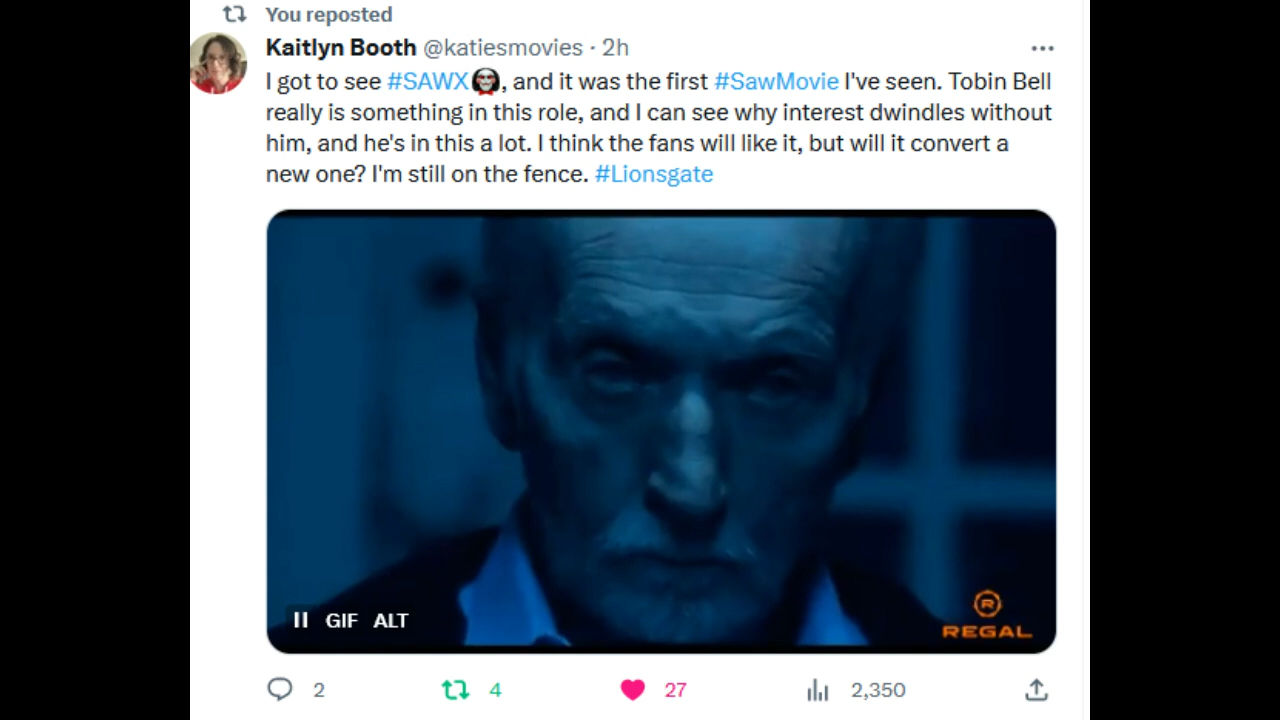 You reposted
Kaitlyn Booth @katiesmovies · 2h
I got to see #SAWX, and it was the first #SawMovie I've seen. Tobin Bell
really is something in this role, and I can see why interest dwindles without
him, and he's in this a lot. I think the fans will like it, but will it convert a
new one? I'm still on the fence. #Lionsgate
GIF ALT
R
REGAL
2 4 27 2,350